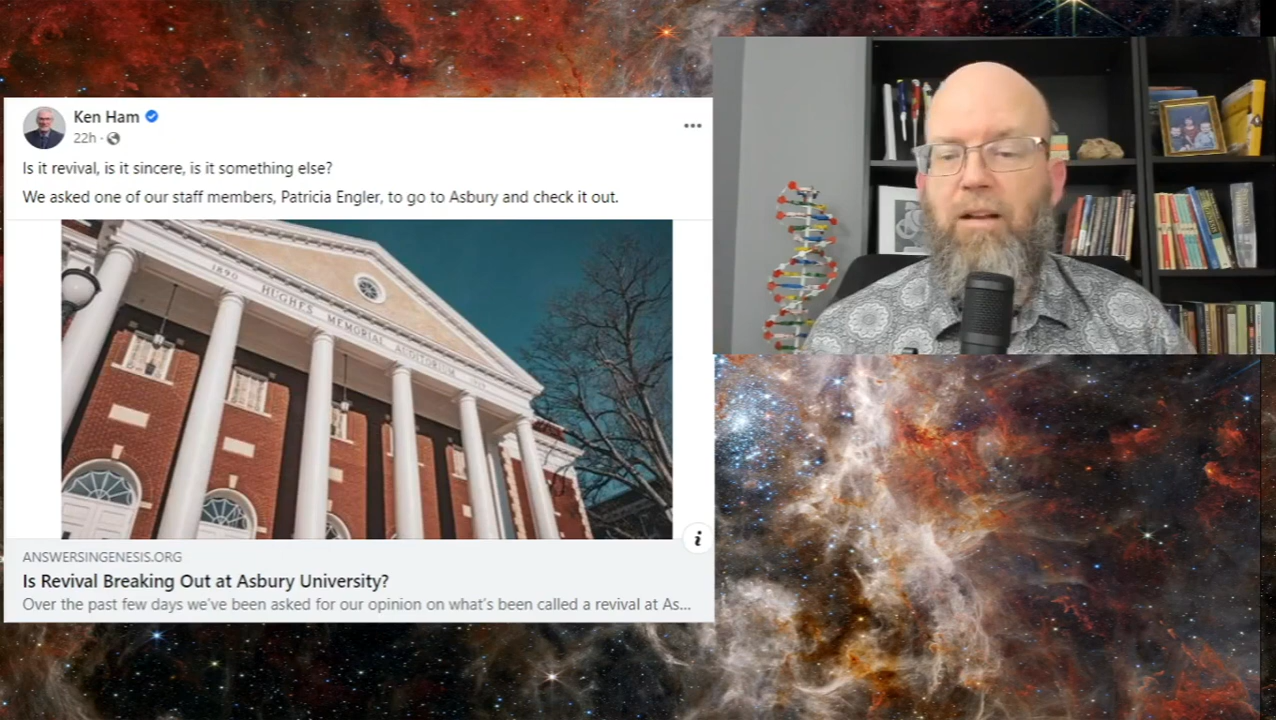 Ken Ham
22h ·
Is it revival, is it sincere, is it something else?
We asked one of our staff members, Patricia Engler, to go to Asbury and check it out.
1890
HUGHES MEMORIAL AUDITORIUM
ANSWERSINGENESIS.ORG
Is Revival Breaking Out at Asbury University?
Over the past few days we've been asked for our opinion on what's been called a revival at As...